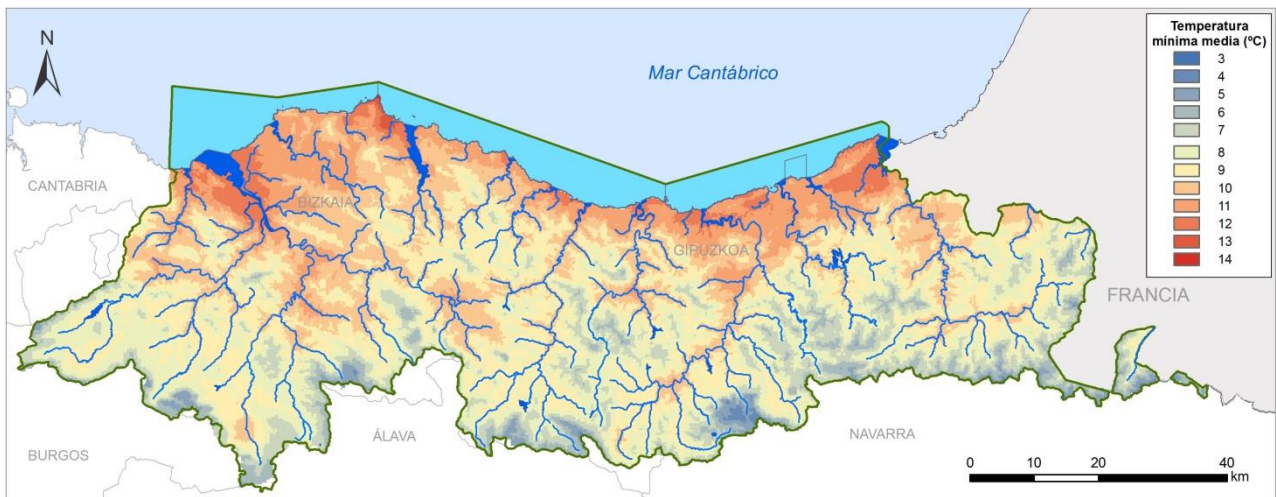 N
Mar Cantábrico
Temperatura
mínima media (ºC)
3
4
5
6
7
8
9
10
11
12
13
14
CANTABRIA
BIZKAIA
GIPUZKOA
FRANCIA
BURGOS
ÁLAVA
NAVARRA
0 10 20 40
km